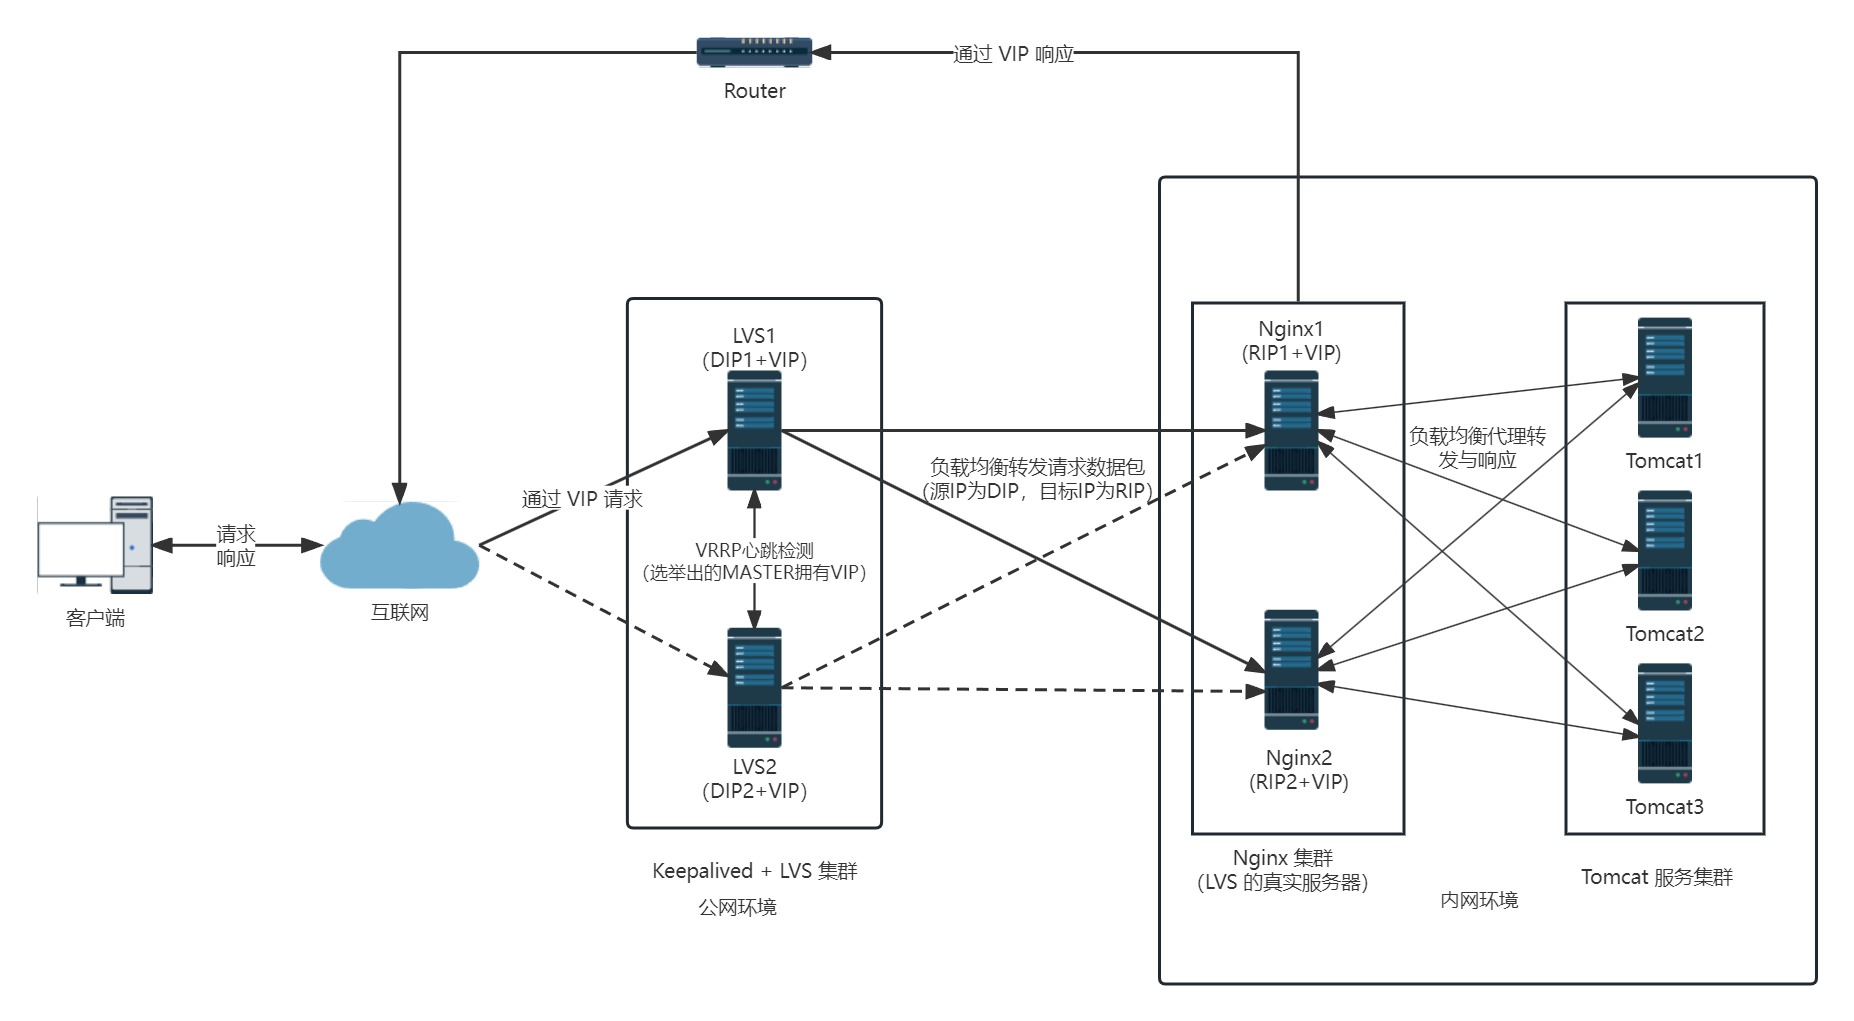 通过 VIP 响应
Router
LVS1
(DIP1+VIP)
Nginx1
(RIP1+VIP)
负载均衡代理转
发与响应
Tomcat1
负载均衡转发请求数据包
(源IP为DIP，目标IP为RIP)
通过 VIP 请求
请求
响应
VRRP心跳检测
(选举出的MASTER拥有VIP)
客户端
互联网
Tomcat2
LVS2
(DIP2+VIP)
Nginx2
(RIP2+VIP)
Tomcat3
Keepalived + LVS 集群
公网环境
Nginx 集群
(LVS 的真实服务器)
Tomcat 服务集群
内网环境